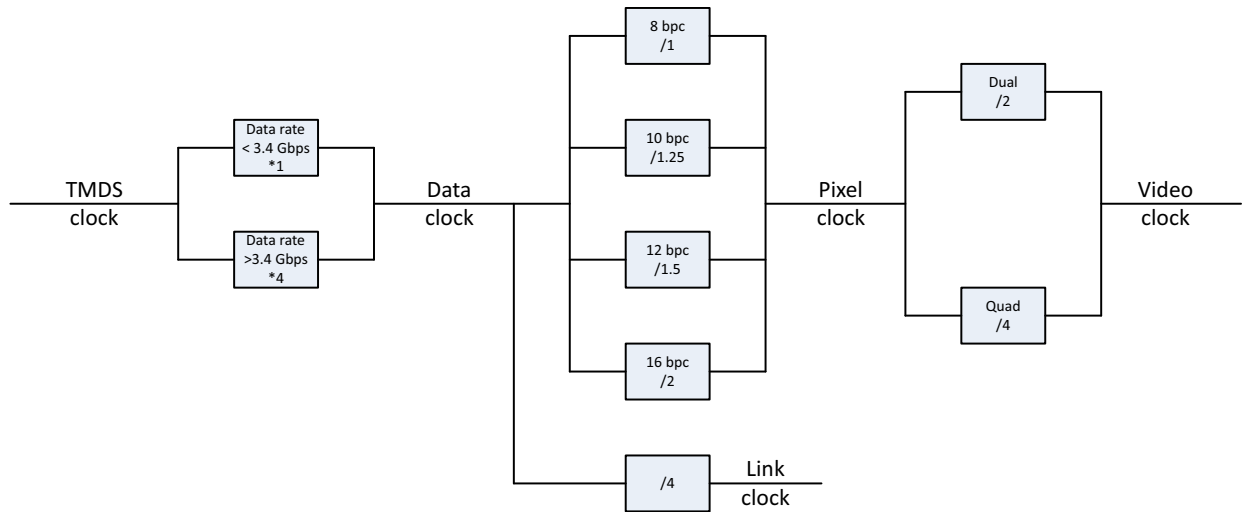 TMDS
clock
Data rate
< 3.4 Gbps
*1
Data rate
>3.4 Gbps
*4
Data
clock
8 bpc
/1
10 bpc
/1.25
12 bpc
/1.5
16 bpc
/2
/4
Link
clock
Pixel
clock
Dual
/2
Quad
/4
Video
clock